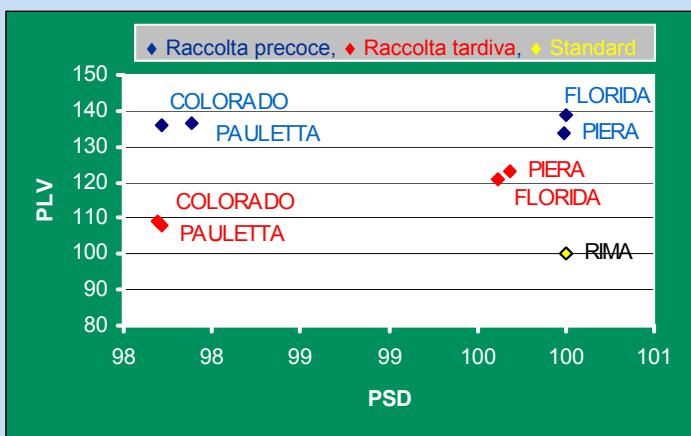 ♦ Raccolta precoce, ♦ Raccolta tardiva, ♦ Standard
PLV
150
140
130
120
110
100
90
80
COLORADO
PAULETTA
FLORIDA
PIERA
COLORADO
PAULETTA
PIERA
FLORIDA
RIMA
98 98 99 99 100 100 101
PSD